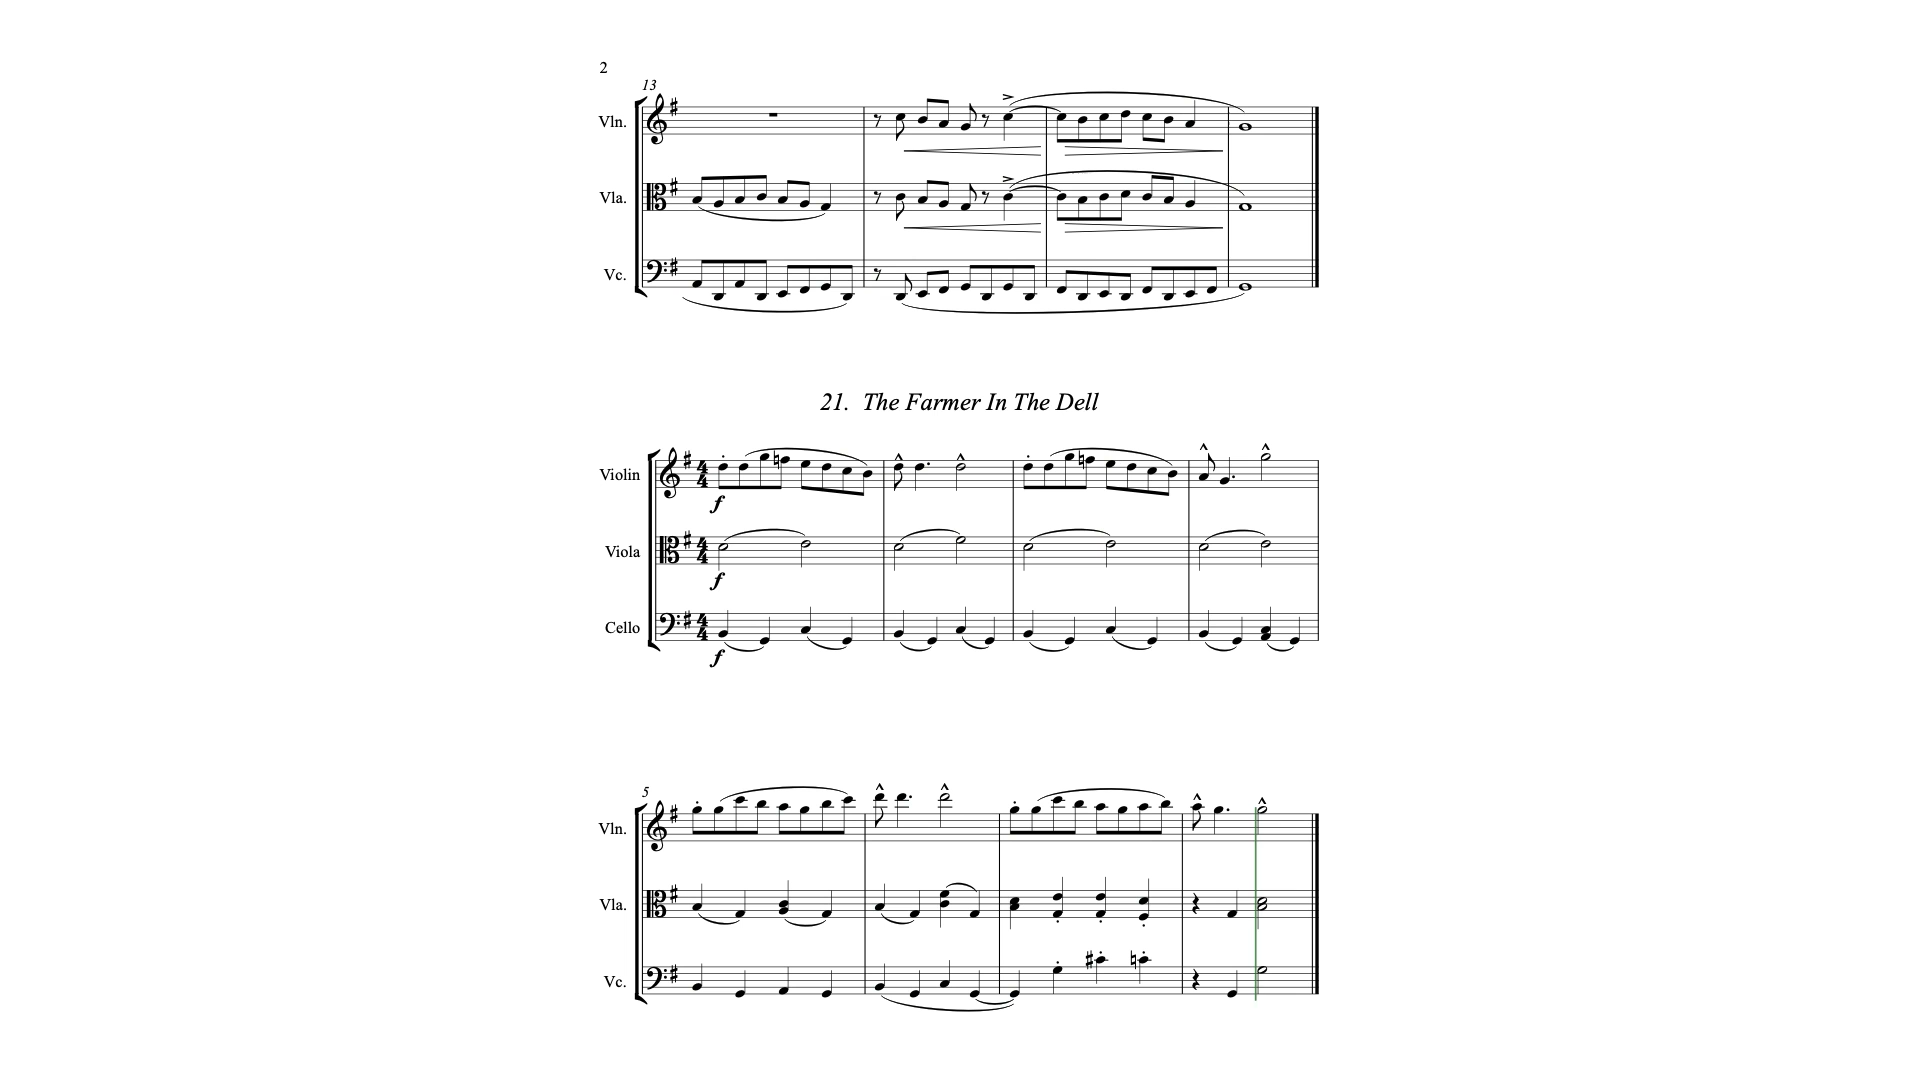 2
13
Vln.
Vla.
Vc.
21. The Farmer In The Dell
Violin
f
Viola
f
Cello
f
5
Vln.
Vla.
Vc.